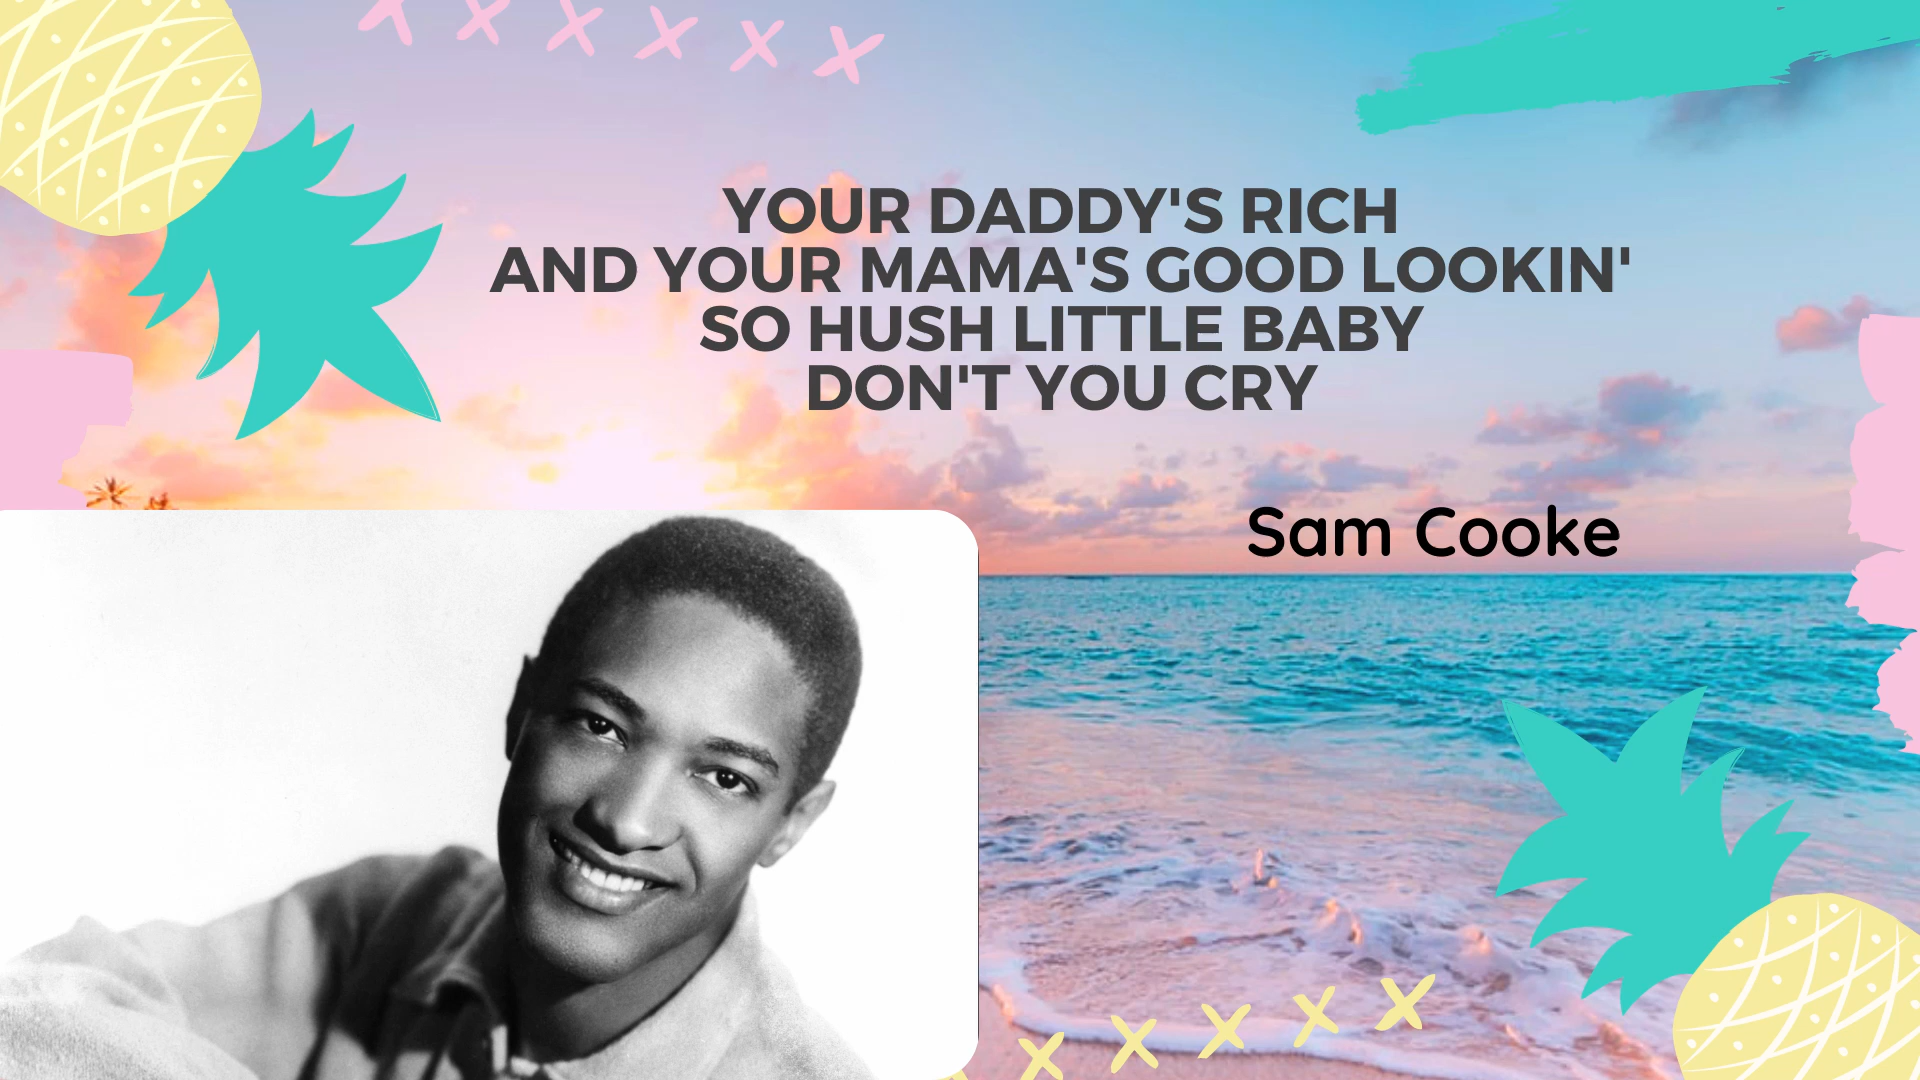 YOUR DADDY'S RICH
AND YOUR MAMA'S GOOD LOOKIN'
SO HUSH LITTLE BABY
DON'T YOU CRY
Sam Cooke